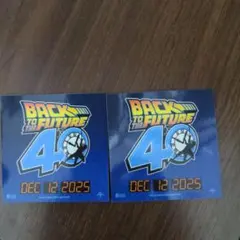 BACK
TO THE
FUTURE
40
DEC 12 2025
BACK
TO THE
FUTURE
40
DEC 12 2025